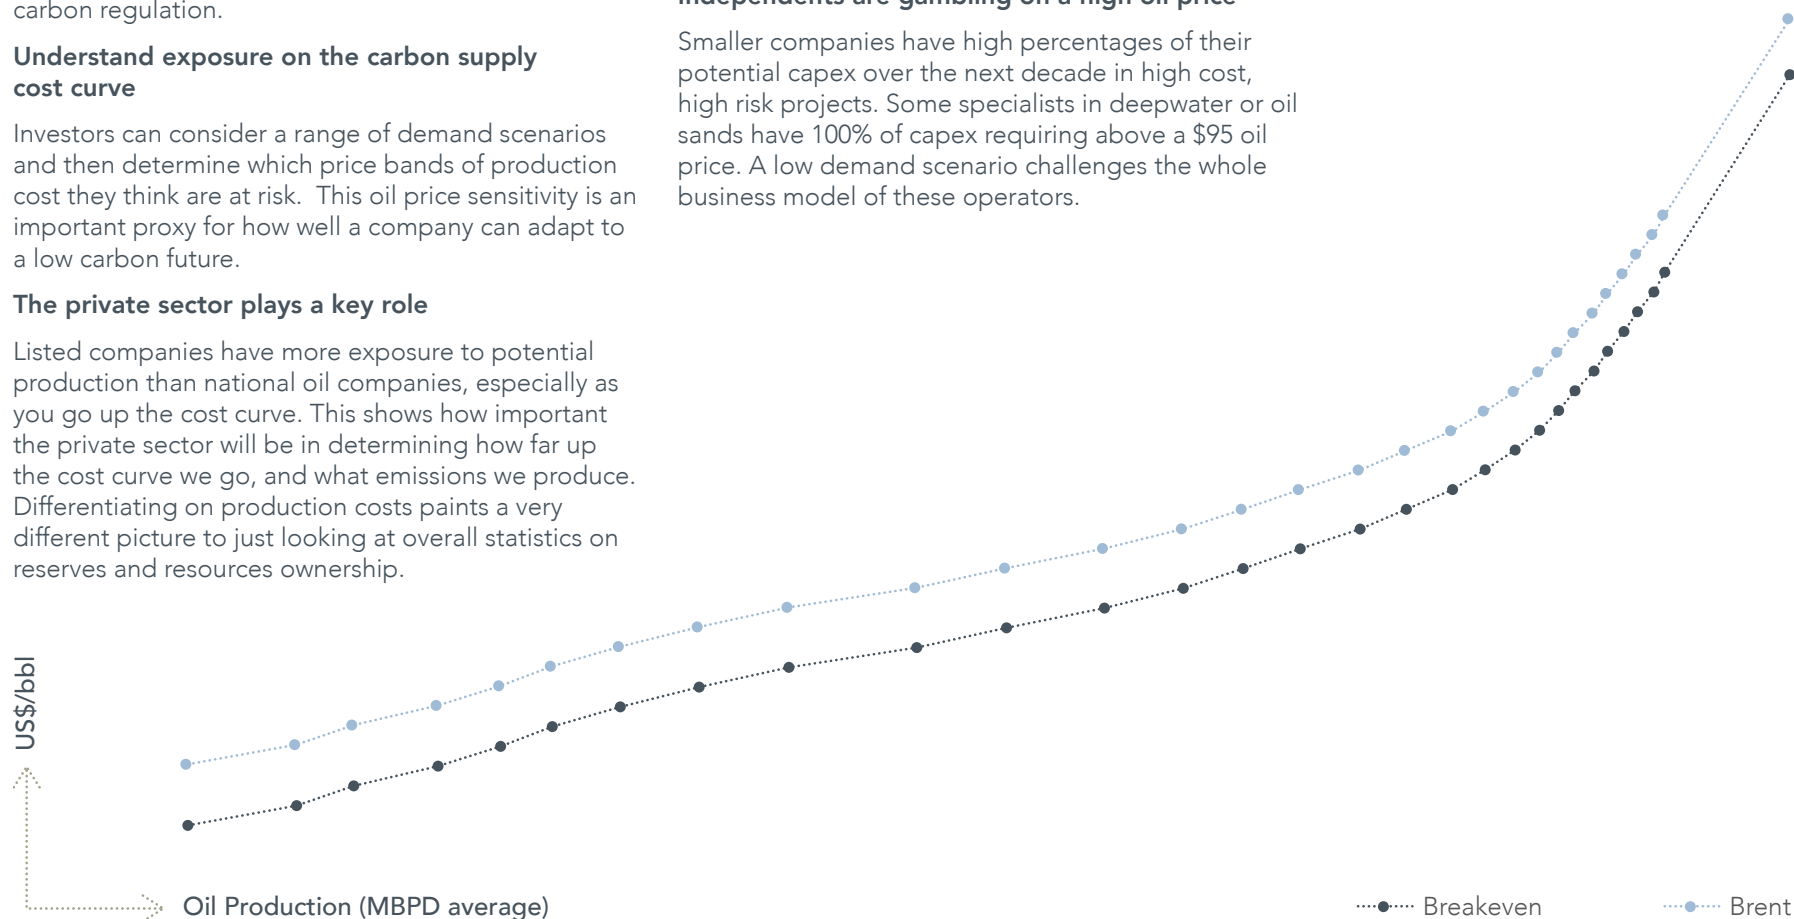 carbon regulation.
Understand exposure on the carbon supply
cost curve
Investors can consider a range of demand scenarios
and then determine which price bands of production
cost they think are at risk.  This oil price sensitivity is an
important proxy for how well a company can adapt to
a low carbon future.
The private sector plays a key role
Listed companies have more exposure to potential
production than national oil companies, especially as
you go up the cost curve. This shows how important
the private sector will be in determining how far up
the cost curve we go, and what emissions we produce.
Differentiating on production costs paints a very
different picture to just looking at overall statistics on
reserves and resources ownership.
Independents are gambling on a high oil price
Smaller companies have high percentages of their
potential capex over the next decade in high cost,
high risk projects. Some specialists in deepwater or oil
sands have 100% of capex requiring above a $95 oil
price. A low demand scenario challenges the whole
business model of these operators.
US$/bbl
Oil Production (MBPD average)
Breakeven
Brent